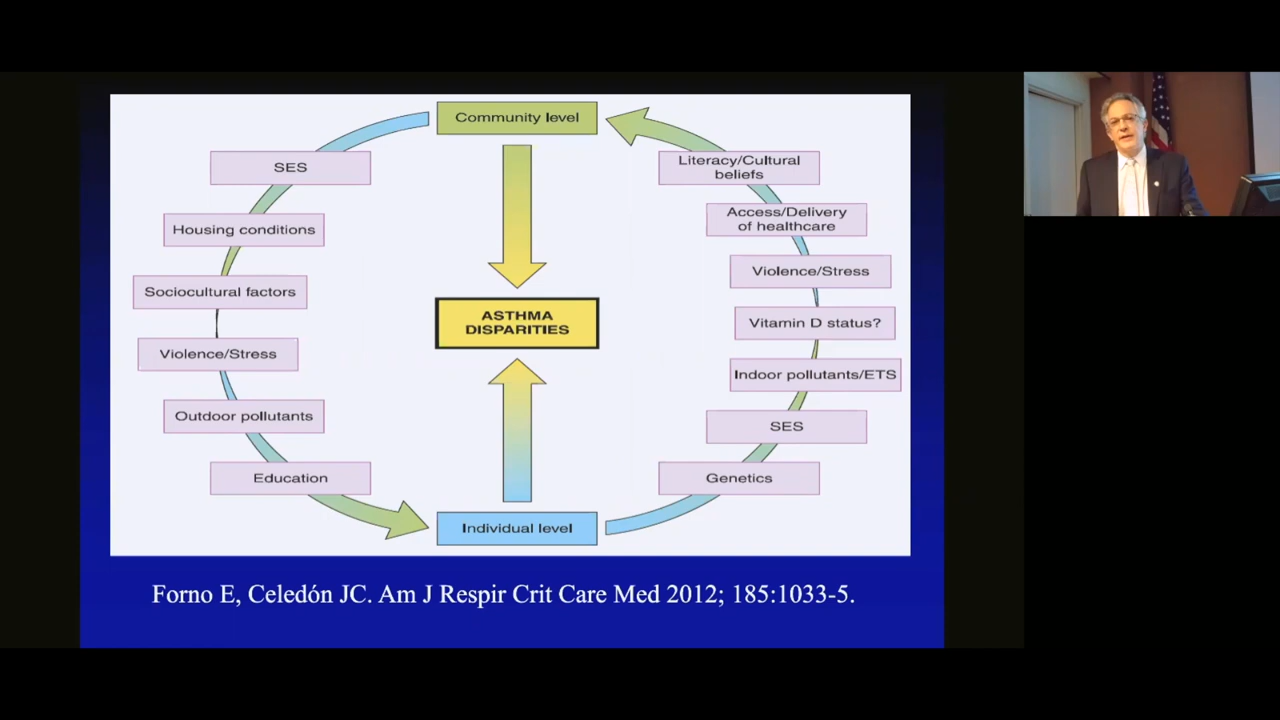 Community level
SES
Housing conditions
Sociocultural factors
Violence/Stress
Outdoor pollutants
Education
ASTHMA
DISPARITIES
Individual level
Literacy/Cultural
beliefs
Access/Delivery
of healthcare
Violence/Stress
Vitamin D status?
Indoor pollutants/ETS
SES
Genetics
Forno E, Celedón JC. Am J Respir Crit Care Med 2012; 185:1033-5.